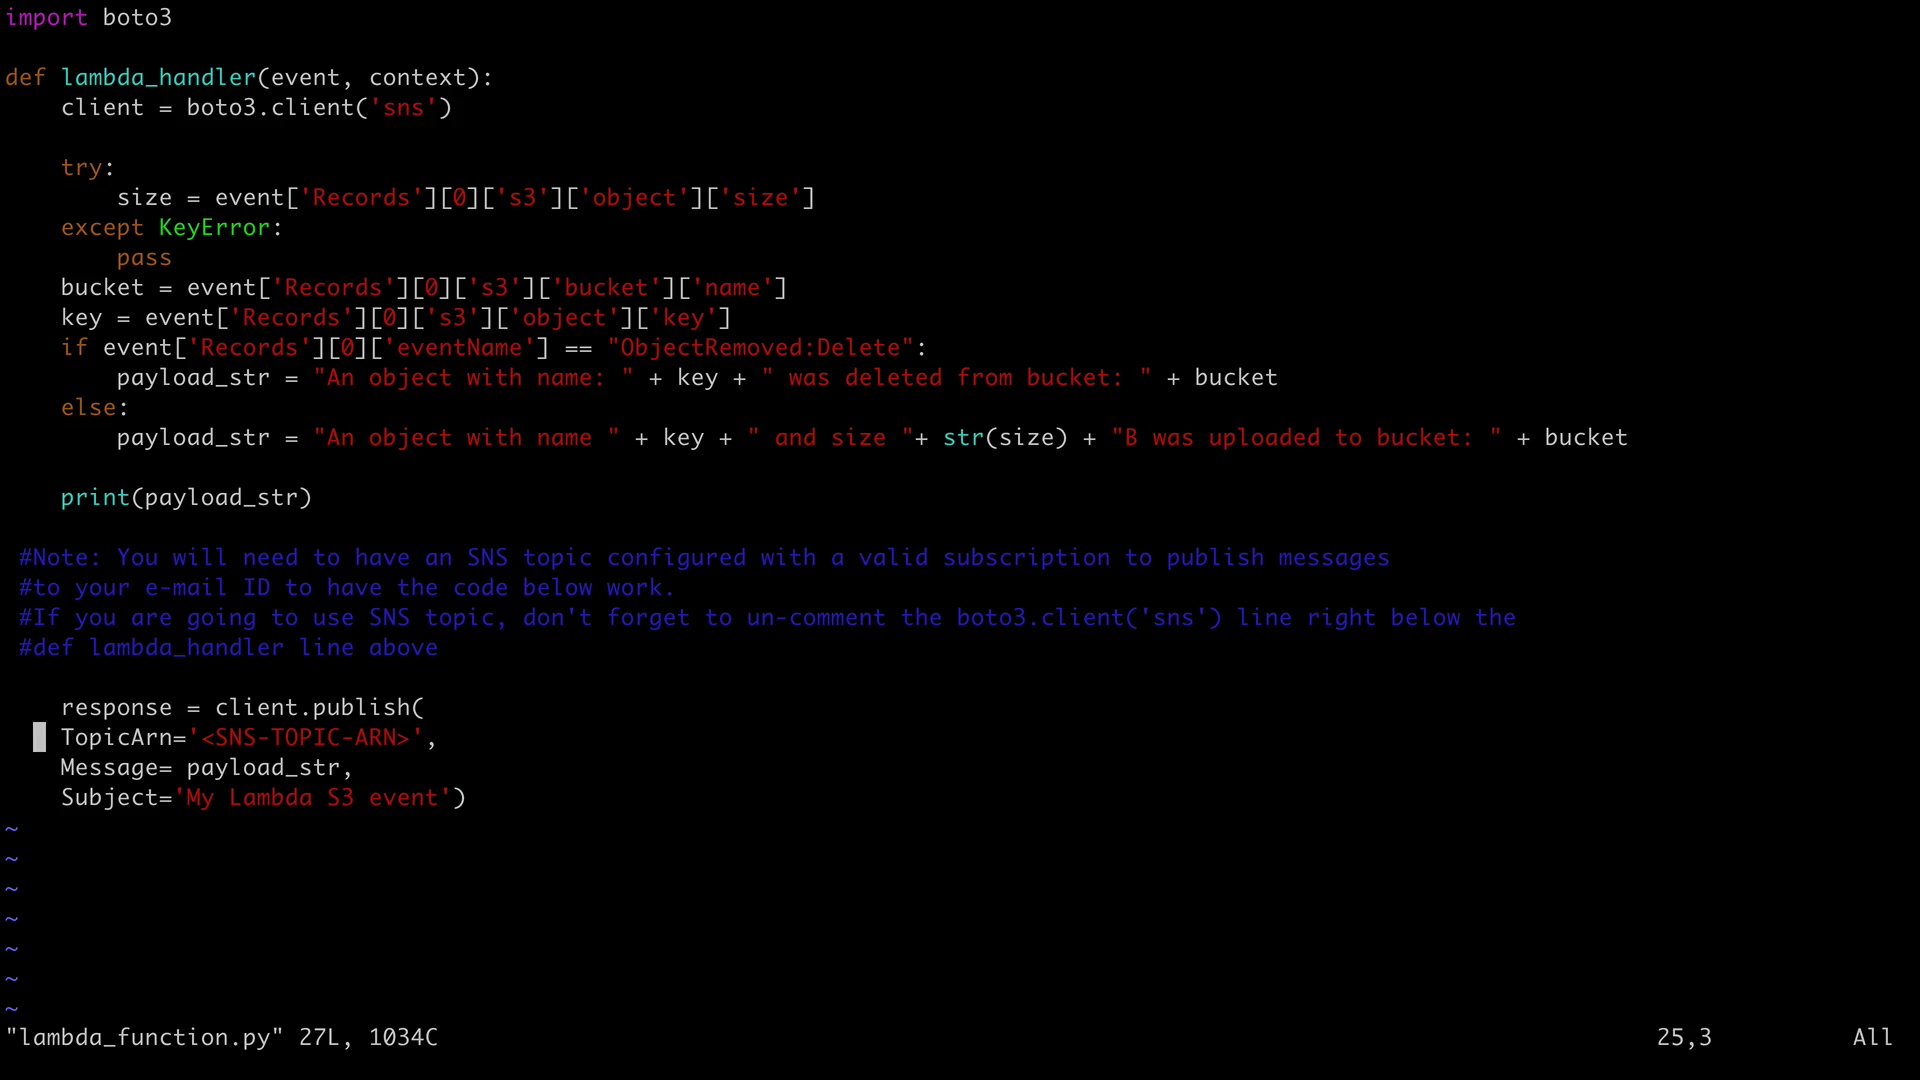 import boto3
def lambda_handler(event, context):
    client = boto3.client('sns')
    try:
        size = event['Records'][0]['s3']['object']['size']
    except KeyError:
        pass
    bucket = event['Records'][0]['s3']['bucket']['name']
    key = event['Records'][0]['s3']['object']['key']
    if event['Records'][0]['eventName'] == "ObjectRemoved:Delete":
        payload_str = "An object with name: " + key + " was deleted from bucket: " + bucket
    else:
        payload_str = "An object with name " + key + " and size "+ str(size) + "B was uploaded to bucket: " + bucket
    print(payload_str)
 #Note: You will need to have an SNS topic configured with a valid subscription to publish messages
 #to your e-mail ID to have the code below work.
 #If you are going to use SNS topic, don't forget to un-comment the boto3.client('sns') line right below the
 #def lambda_handler line above
    response = client.publish(
    TopicArn='<SNS-TOPIC-ARN>',
    Message= payload_str,
    Subject='My Lambda S3 event')
~
~
~
~
~
~
~
"lambda_function.py" 27L, 1034C 25,3 All